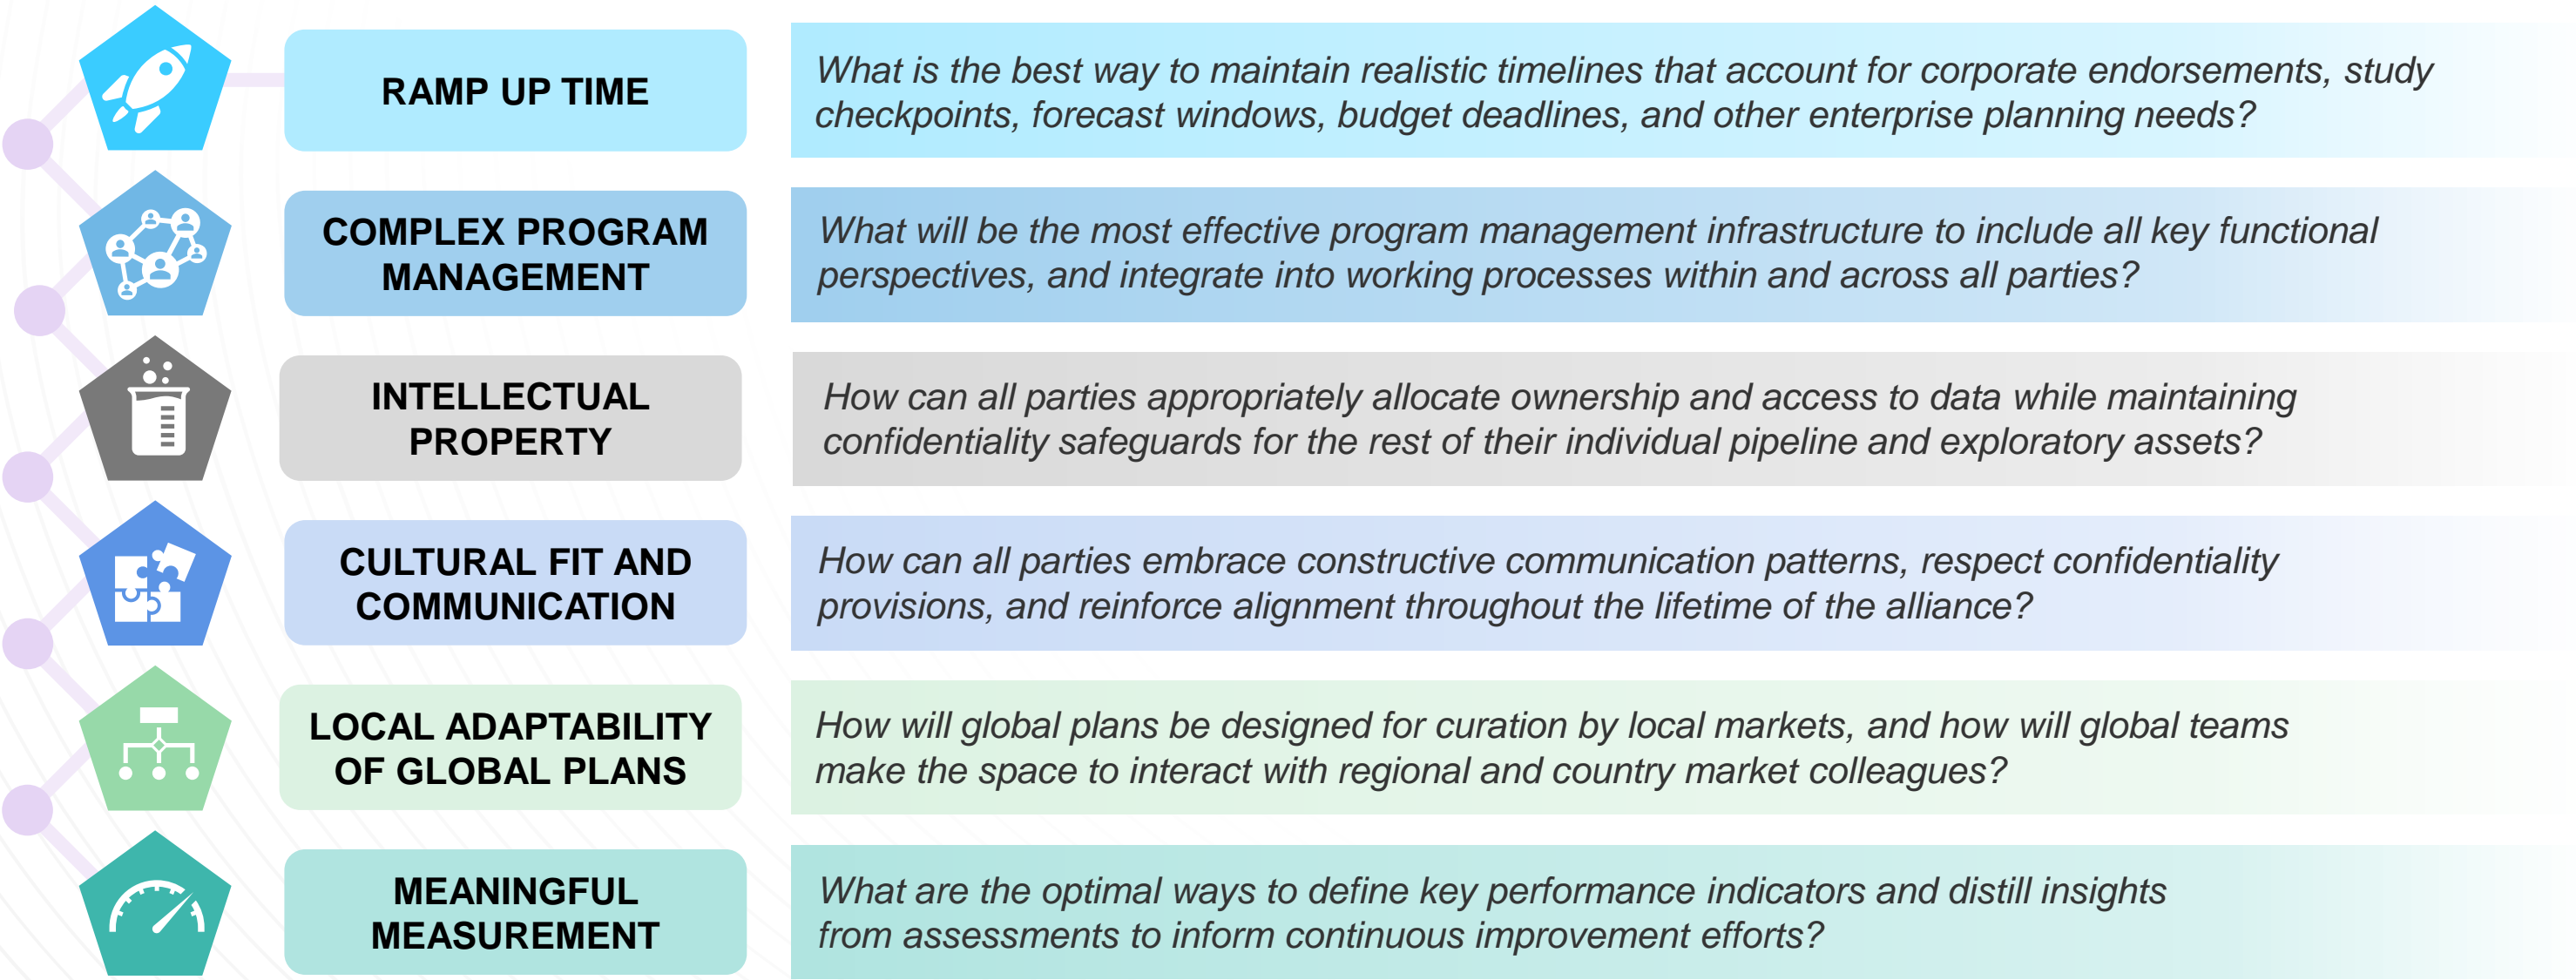 RAMP UP TIME
What is the best way to maintain realistic timelines that account for corporate endorsements, study
checkpoints, forecast windows, budget deadlines, and other enterprise planning needs?
COMPLEX PROGRAM
MANAGEMENT
What will be the most effective program management infrastructure to include all key functional
perspectives, and integrate into working processes within and across all parties?
INTELLECTUAL
PROPERTY
How can all parties appropriately allocate ownership and access to data while maintaining
confidentiality safeguards for the rest of their individual pipeline and exploratory assets?
CULTURAL FIT AND
COMMUNICATION
How can all parties embrace constructive communication patterns, respect confidentiality
provisions, and reinforce alignment throughout the lifetime of the alliance?
LOCAL ADAPTABILITY
OF GLOBAL PLANS
How will global plans be designed for curation by local markets, and how will global teams
make the space to interact with regional and country market colleagues?
MEANINGFUL
MEASUREMENT
What are the optimal ways to define key performance indicators and distill insights
from assessments to inform continuous improvement efforts?